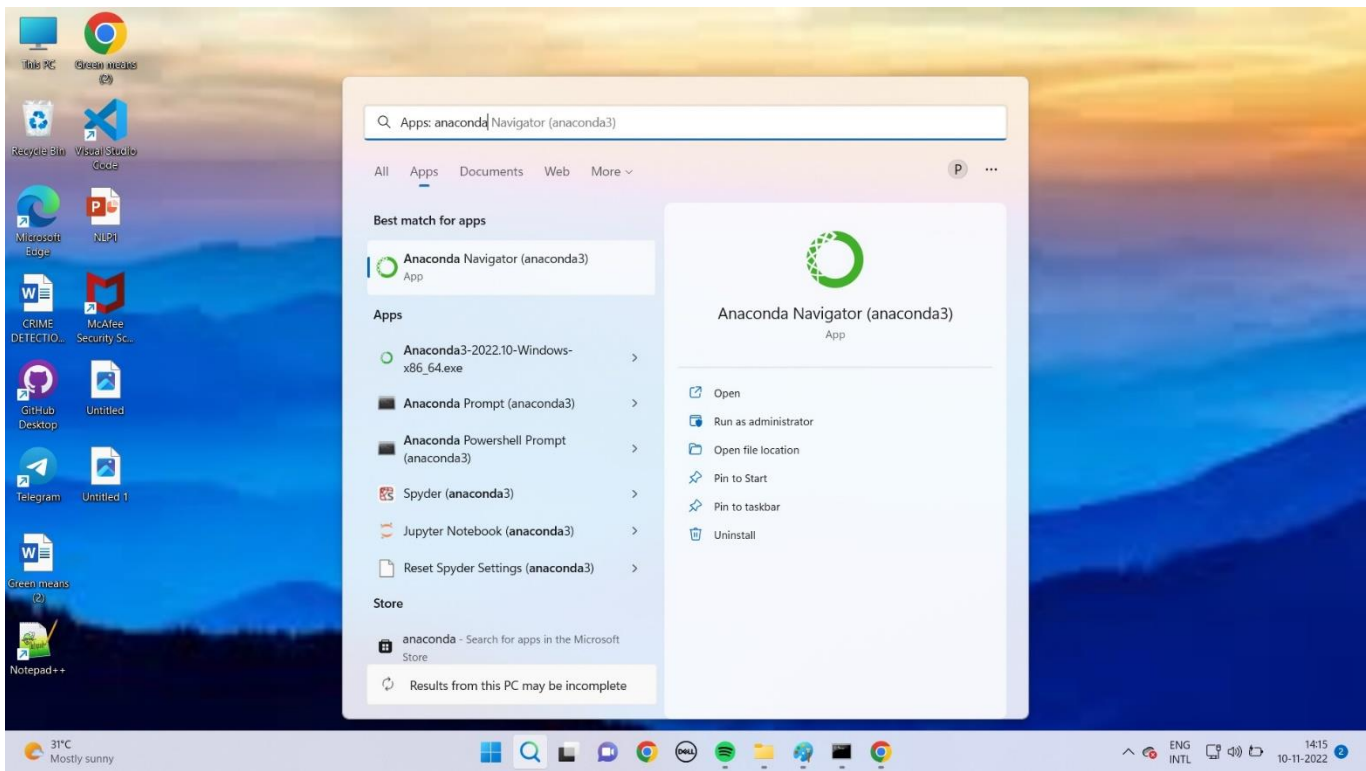 This PC
Green means
(2)
Recycle Bin
Visual Studio
Code
Microsoft
Edge
NLP1
CRIME
DETECTIO...
McAfee
Security Sc...
GitHub
Desktop
Untitled
Telegram
Untitled 1
Green means
(2)
Notepad++
Apps: anaconda Navigator (anaconda3)
All Apps Documents Web More
P
Best match for apps
Anaconda Navigator (anaconda3)
App
Apps
Anaconda3-2022.10-Windows-
x86_64.exe
Anaconda Prompt (anaconda3)
Anaconda Powershell Prompt
(anaconda3)
Spyder (anaconda3)
Jupyter Notebook (anaconda3)
Reset Spyder Settings (anaconda3)
Store
anaconda - Search for apps in the Microsoft
Store
Results from this PC may be incomplete
Anaconda Navigator (anaconda3)
App
Open
Run as administrator
Open file location
Pin to Start
Pin to taskbar
Uninstall
31°C
Mostly sunny
DELL
ENG
INTL
14:15
10-11-2022
2